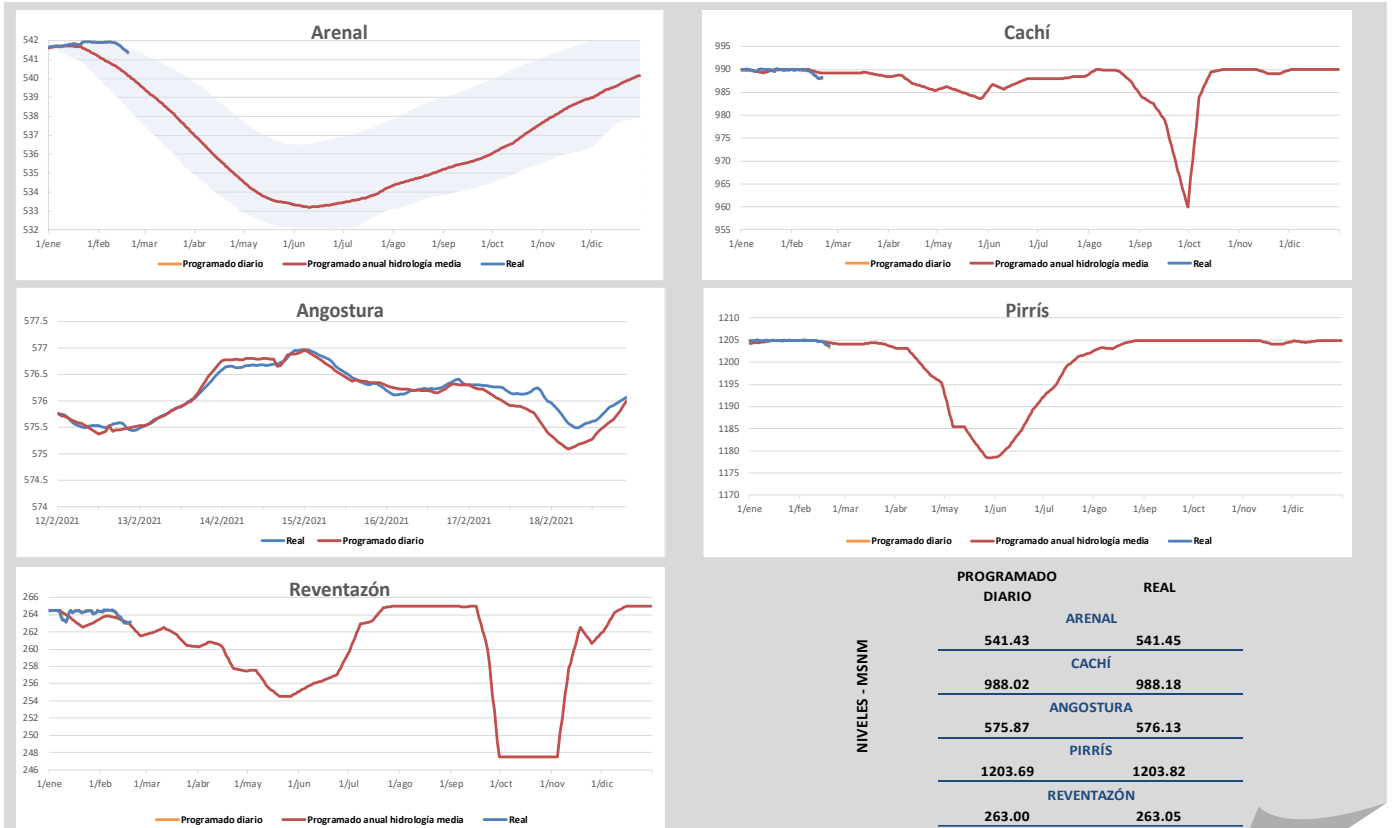 Arenal
542
541
540
539
538
537
536
535
534
533
532
1/ene 1/feb 1/mar 1/abr 1/may 1/jun 1/jul 1/ago 1/sep 1/oct 1/nov 1/dic
Programado diario Programado anual hidrología media Real
Cachí
995
990
985
980
975
970
965
960
955
1/ene 1/feb 1/mar 1/abr 1/may 1/jun 1/jul 1/ago 1/sep 1/oct 1/nov 1/dic
Programado diario Programado anual hidrología media Real
Angostura
577.5
577
576.5
576
575.5
575
574.5
574
12/2/2021 13/2/2021 14/2/2021 15/2/2021 16/2/2021 17/2/2021 18/2/2021
Real Programado diario
Pirrís
1210
1205
1200
1195
1190
1185
1180
1175
1170
1/ene 1/feb 1/mar 1/abr 1/may 1/jun 1/jul 1/ago 1/sep 1/oct 1/nov 1/dic
Programado diario Programado anual hidrología media Real
Reventazón
266
264
262
260
258
256
254
252
250
248
246
1/ene 1/feb 1/mar 1/abr 1/may 1/jun 1/jul 1/ago 1/sep 1/oct 1/nov 1/dic
Programado diario Programado anual hidrología media Real
NIVELES - MSNM
PROGRAMADO
DIARIO
REAL
ARENAL
541.43 541.45
CACHÍ
988.02 988.18
ANGOSTURA
575.87 576.13
PIRRÍS
1203.69 1203.82
REVENTAZÓN
263.00 263.05